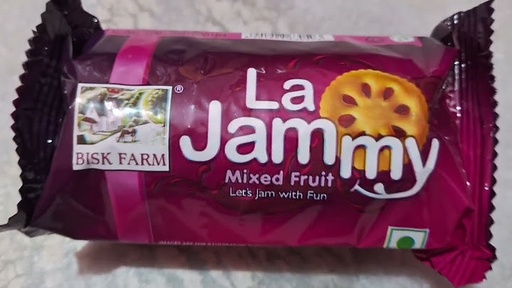 BISK FARM
®
La
Jammy
Mixed Fruit
Let's Jam with Fun